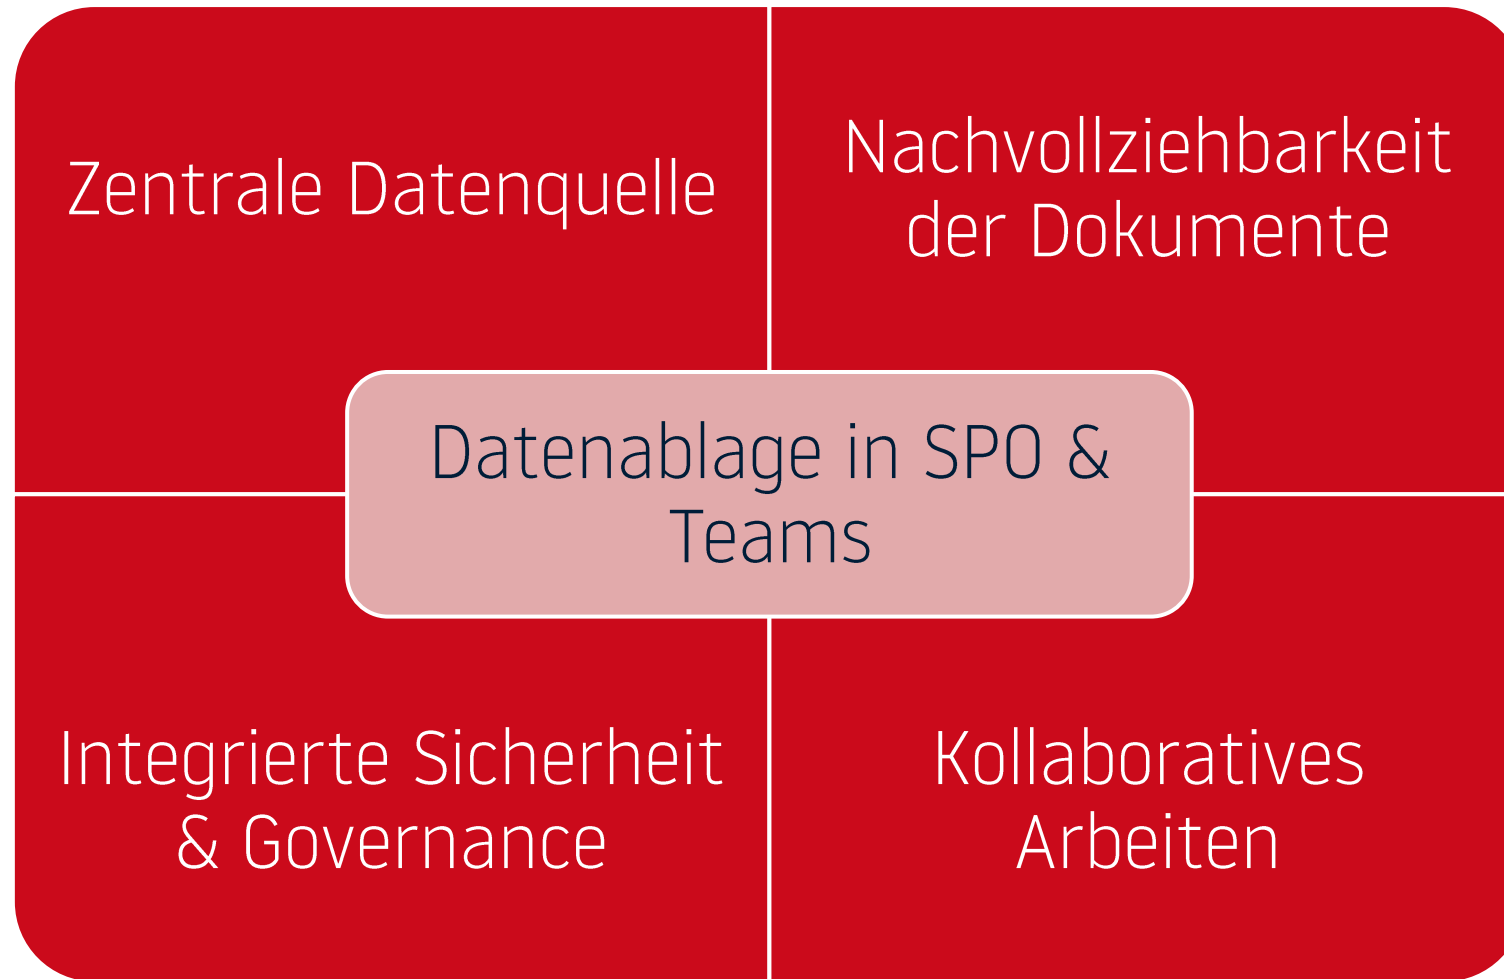 Zentrale Datenquelle
Nachvollziehbarkeit
der Dokumente
Datenablage in SPO &
Teams
Integrierte Sicherheit
& Governance
Kollaboratives
Arbeiten